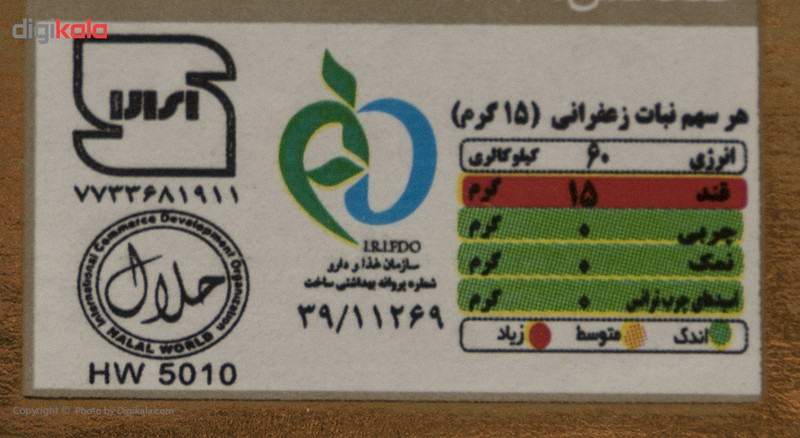 digikala
ایران
۷۷۳۳۶۸۱۹۱۱
International Commerce Development Organization
حلال
HALAL WORLD
HW 5010
I.R.I.FDO
سازمان غذا و دارو
شماره پروانه بهداشتی ساخت
۳۹/۱۱۲۶۹
هر سهم نبات زعفرانی (۱۵ گرم)
انرژی ۶۰ کیلوکالری
قند ۱۵ گرم
چربی ۰ گرم
نمک ۰ گرم
اسیدهای چرب ترانس ۰ گرم
اندک متوسط زیاد
Copyright © Photo by Digikala.com